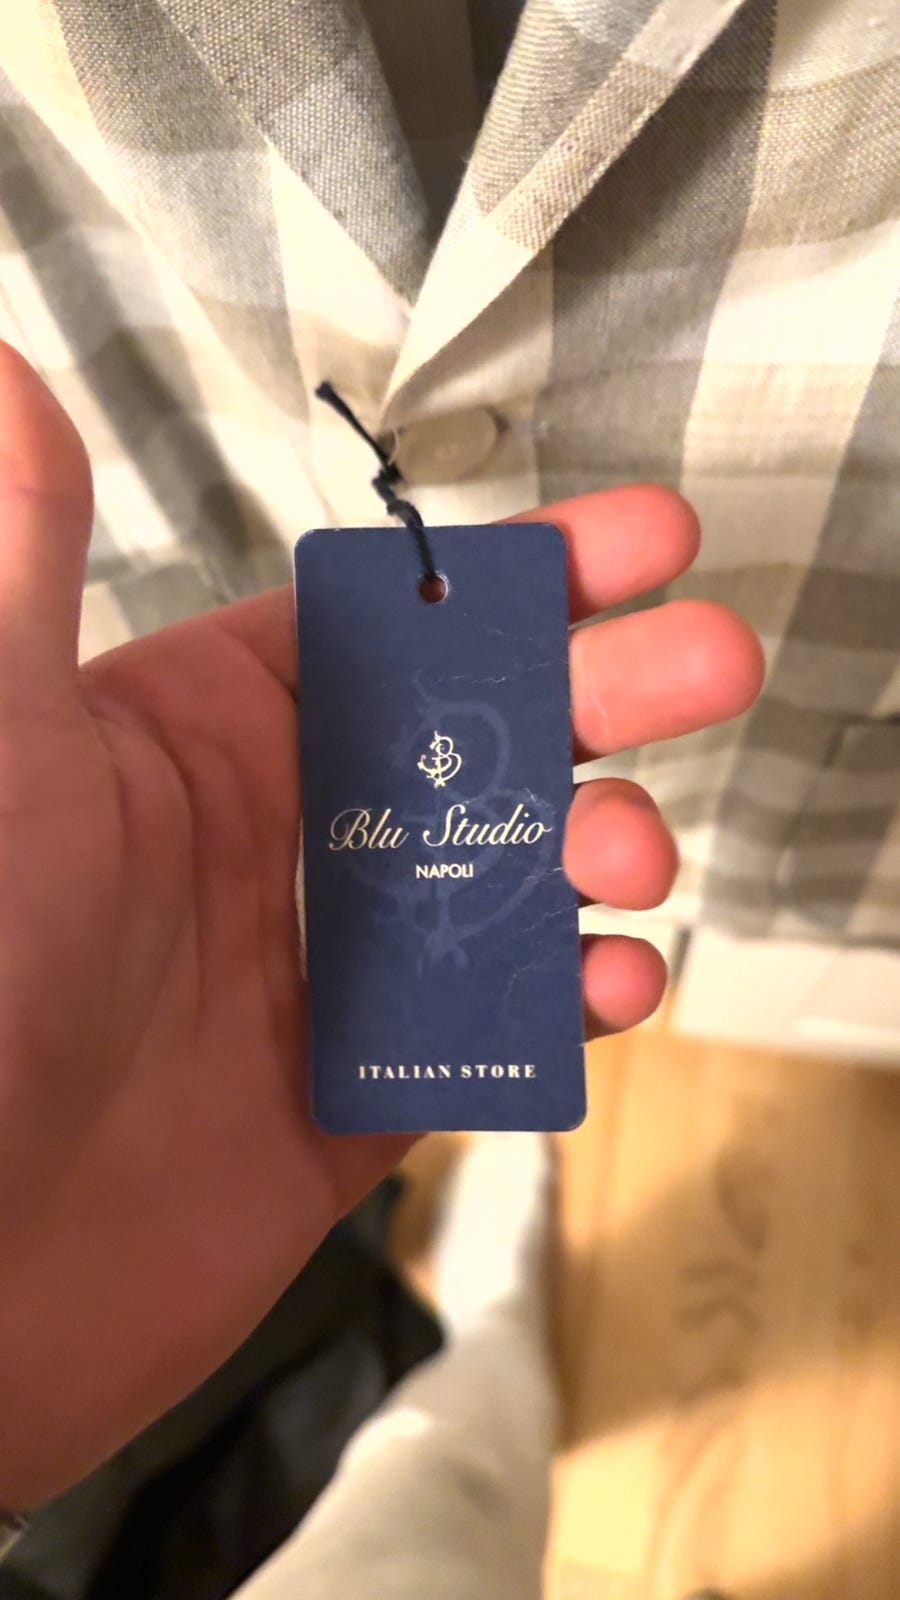 Blu Studio
NAPOLI
ITALIAN STORE